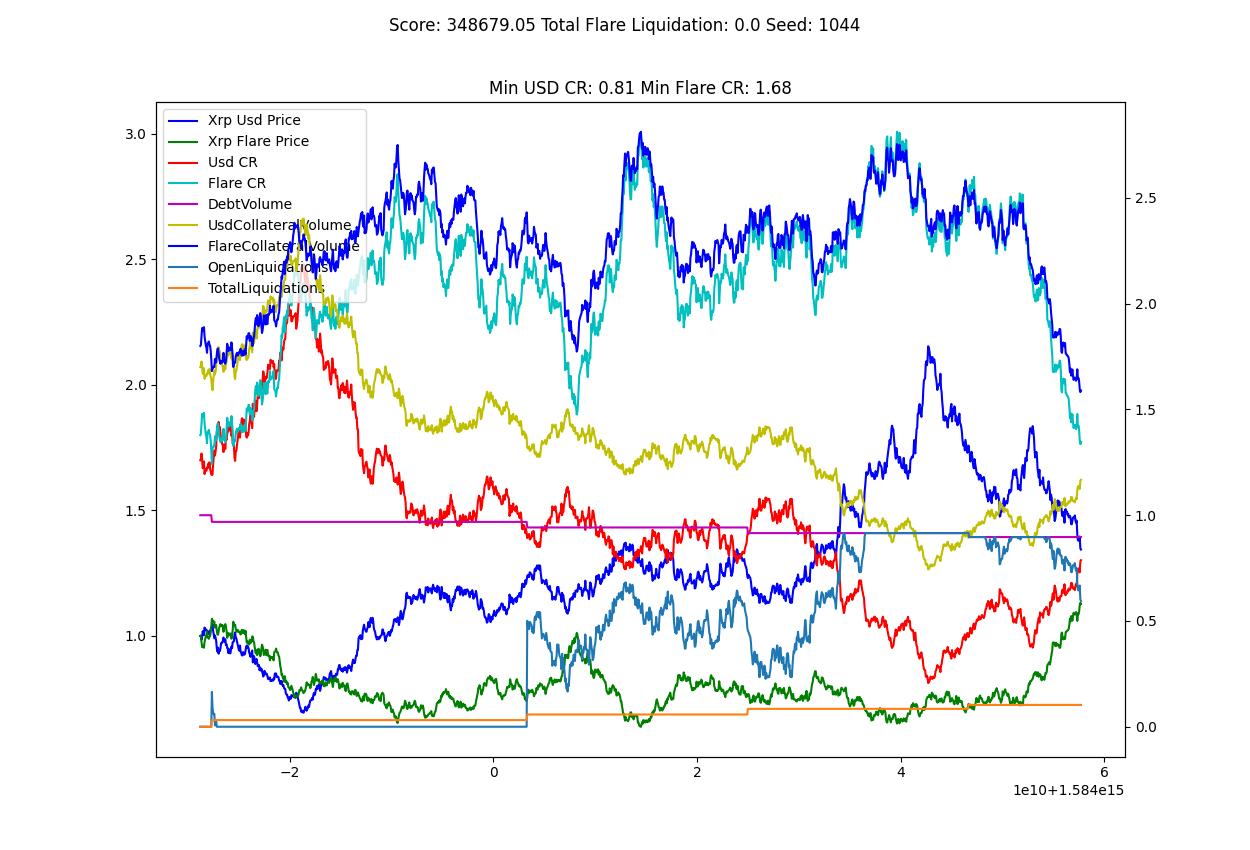 Score: 348679.05 Total Flare Liquidation: 0.0 Seed: 1044
Min USD CR: 0.81 Min Flare CR: 1.68
Xrp Usd Price
Xrp Flare Price
Usd CR
Flare CR
DebtVolume
UsdCollateralVolume
FlareCollateralVolume
OpenLiquidations
TotalLiquidations
3.0
2.5
2.0
1.5
1.0
2.5
2.0
1.5
1.0
0.5
0.0
−2 0 2 4 6
1e10+1.584e15